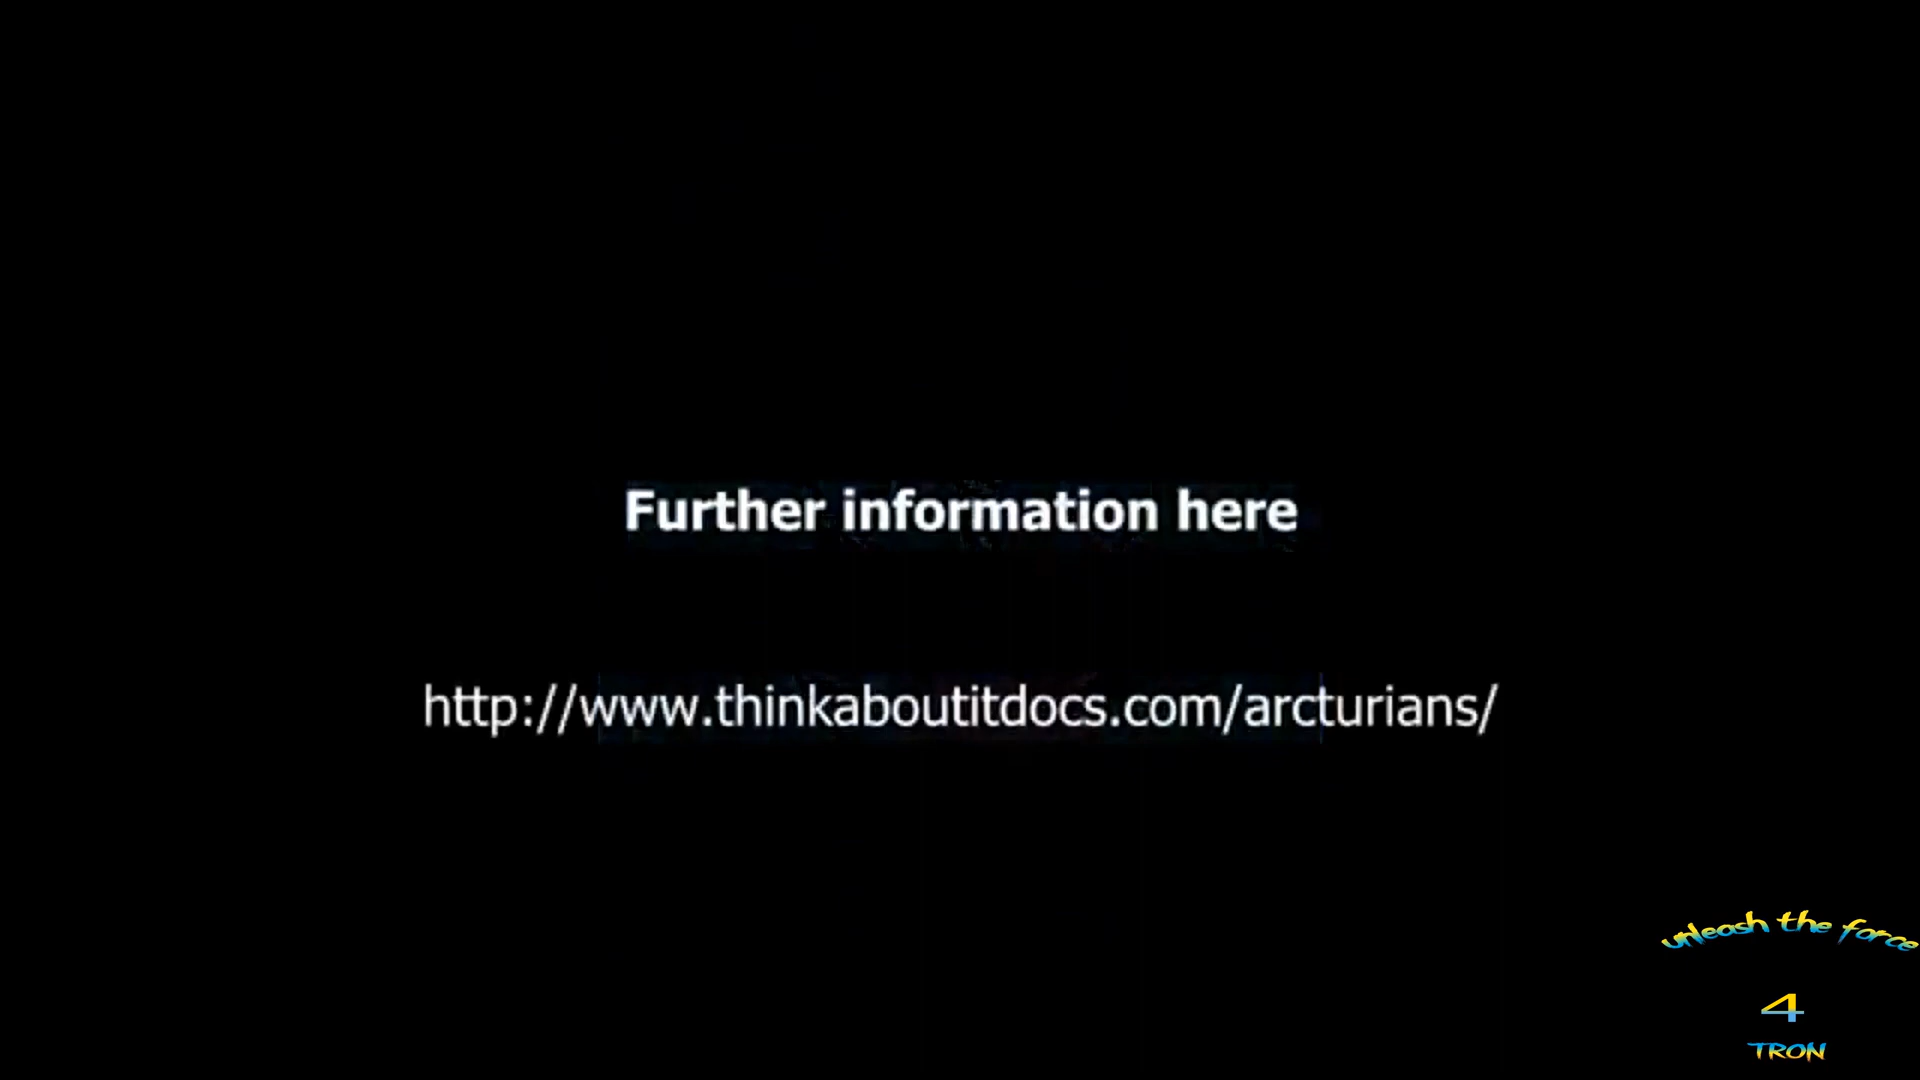 Further information here
http://www.thinkaboutitdocs.com/arcturians/
unleash the force
4
TRON